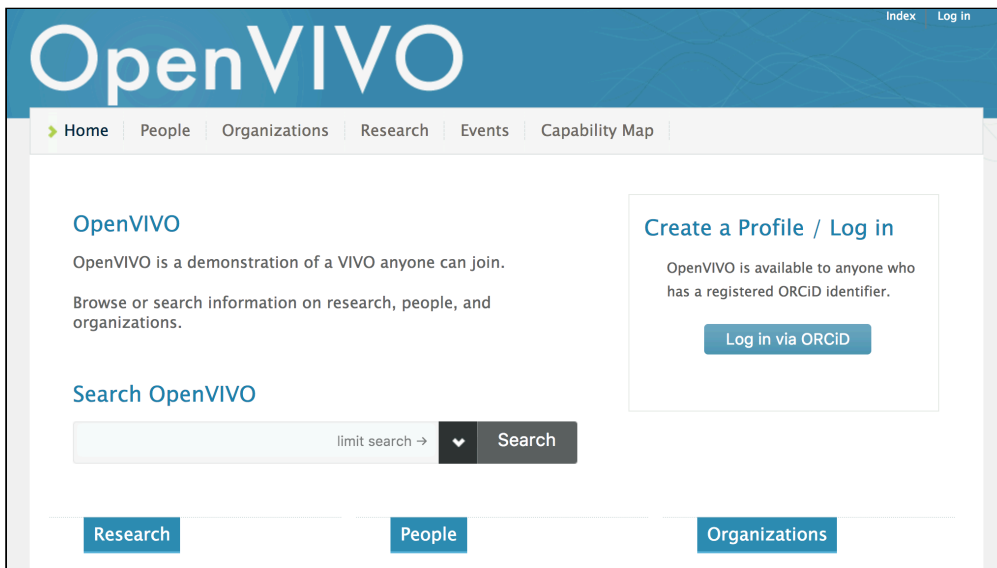 Index Log in
OpenVIVO
Home People Organizations Research Events Capability Map
OpenVIVO
OpenVIVO is a demonstration of a VIVO anyone can join.
Browse or search information on research, people, and
organizations.
Create a Profile / Log in
OpenVIVO is available to anyone who
has a registered ORCiD identifier.
Log in via ORCiD
Search OpenVIVO
limit search → Search
Research People Organizations